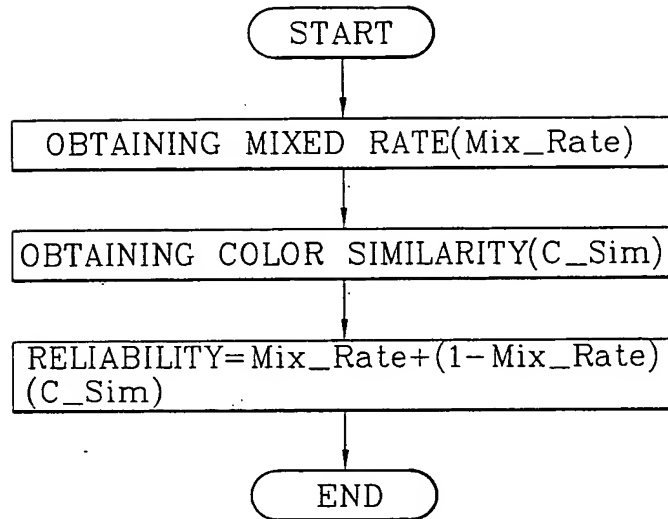 START
OBTAINING MIXED RATE(Mix_Rate)
OBTAINING COLOR SIMILARITY(C_Sim)
RELIABILITY=Mix_Rate+(1-Mix_Rate)
(C_Sim)
END